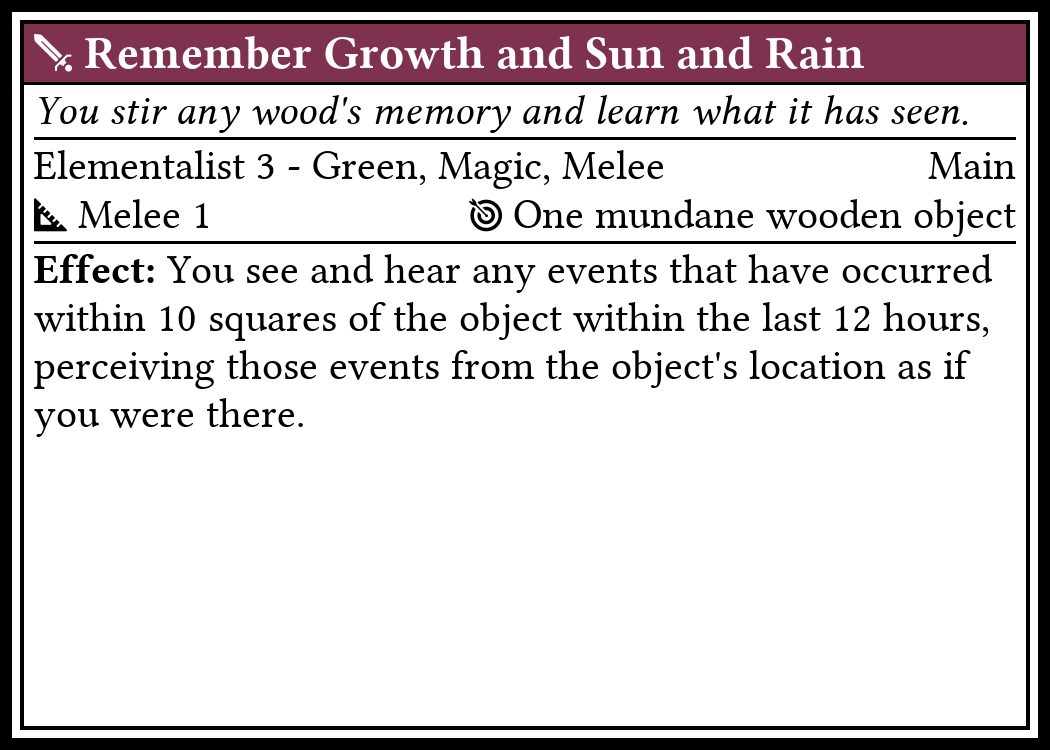 Remember Growth and Sun and Rain
You stir any wood's memory and learn what it has seen.
Elementalist 3 - Green, Magic, Melee Main
Melee 1 One mundane wooden object
Effect: You see and hear any events that have occurred
within 10 squares of the object within the last 12 hours,
perceiving those events from the object's location as if
you were there.